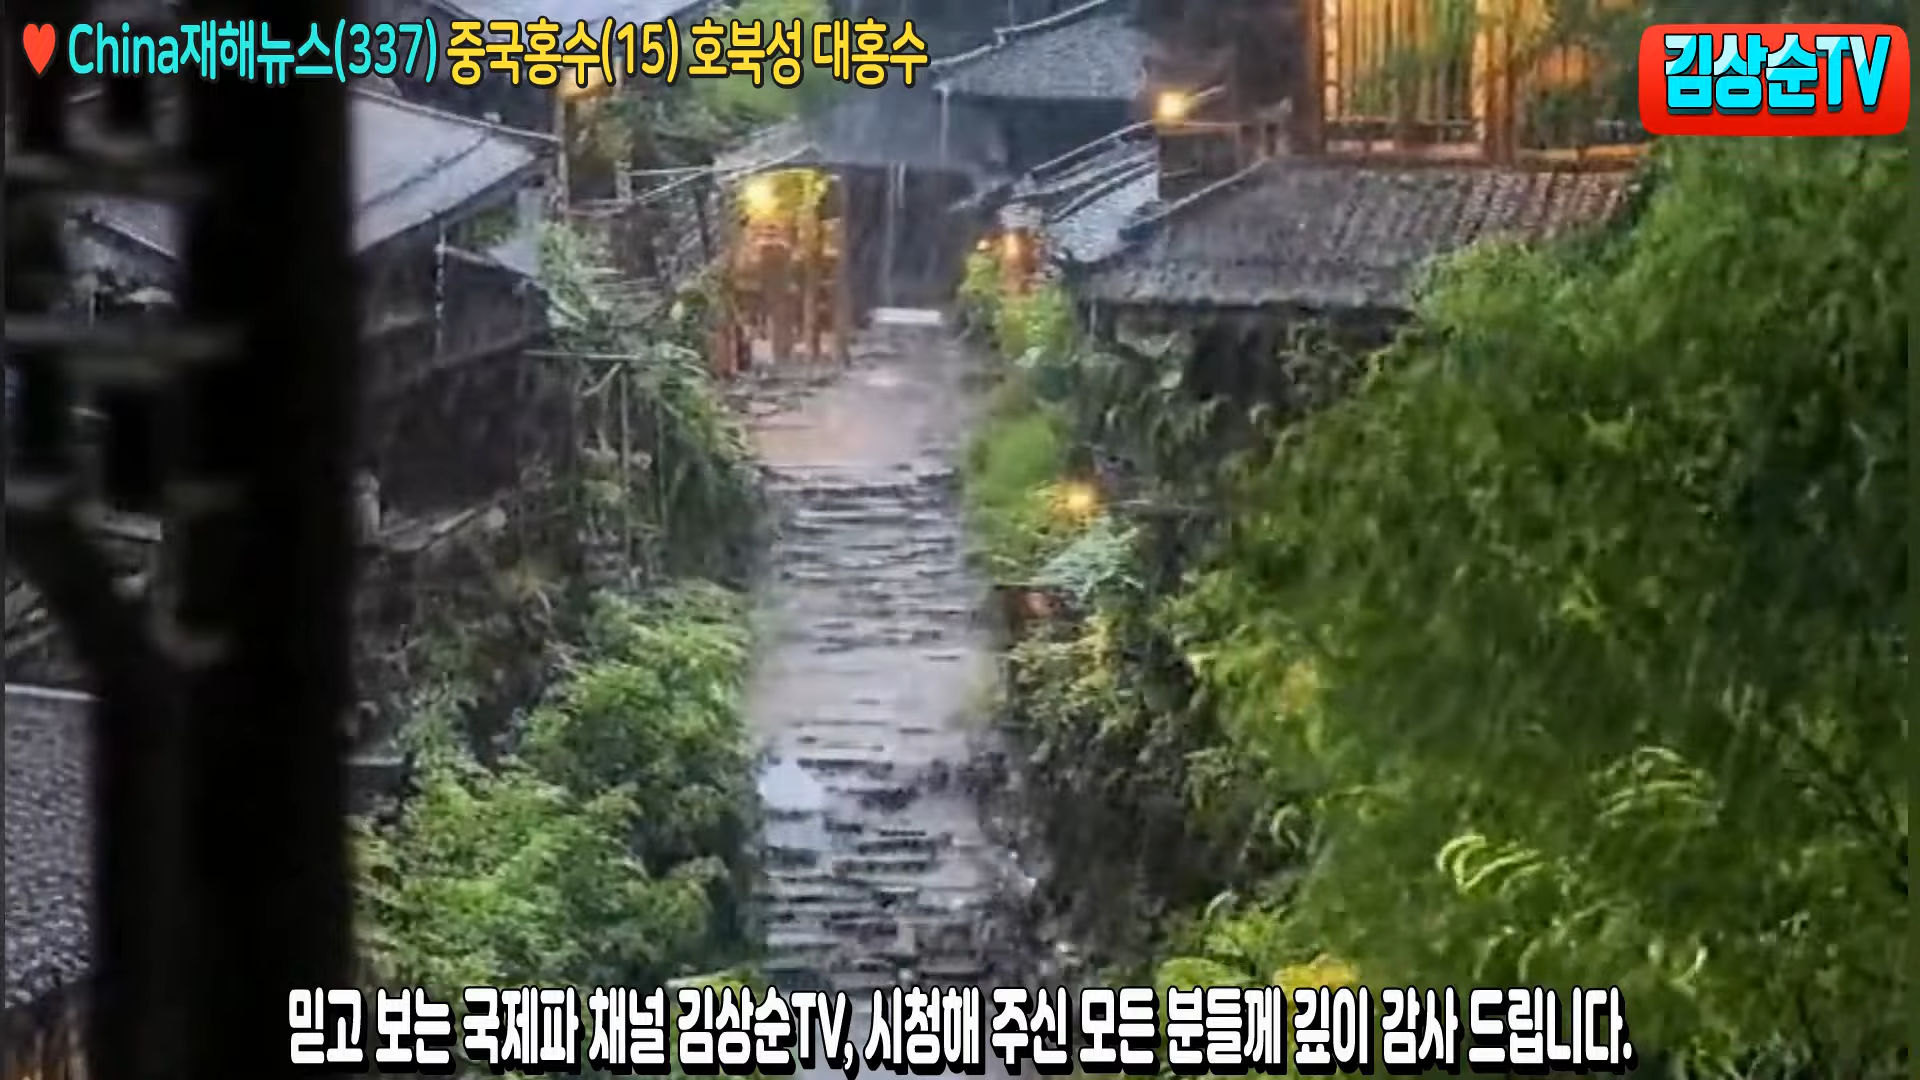 China재해뉴스(337) 중국홍수(15) 호북성 대홍수
김상순TV
믿고 보는 국제파 채널 김상순TV, 시청해 주신 모든 분들께 깊이 감사 드립니다.